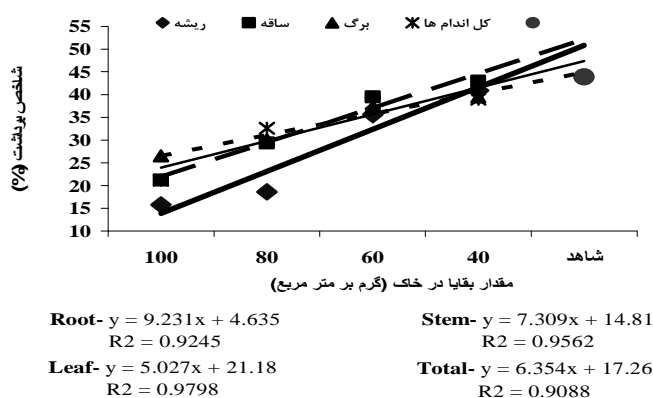 ریشه ساقه برگ کل اندام ها
شاخص برداشت (%)
55
50
45
40
35
30
25
20
15
10
100 80 60 40 شاهد
مقدار بقایا در خاک (گرم بر متر مربع)
Root- y = 9.231x + 4.635
R2 = 0.9245
Stem- y = 7.309x + 14.81
R2 = 0.9562
Leaf- y = 5.027x + 21.18
R2 = 0.9798
Total- y = 6.354x + 17.26
R2 = 0.9088